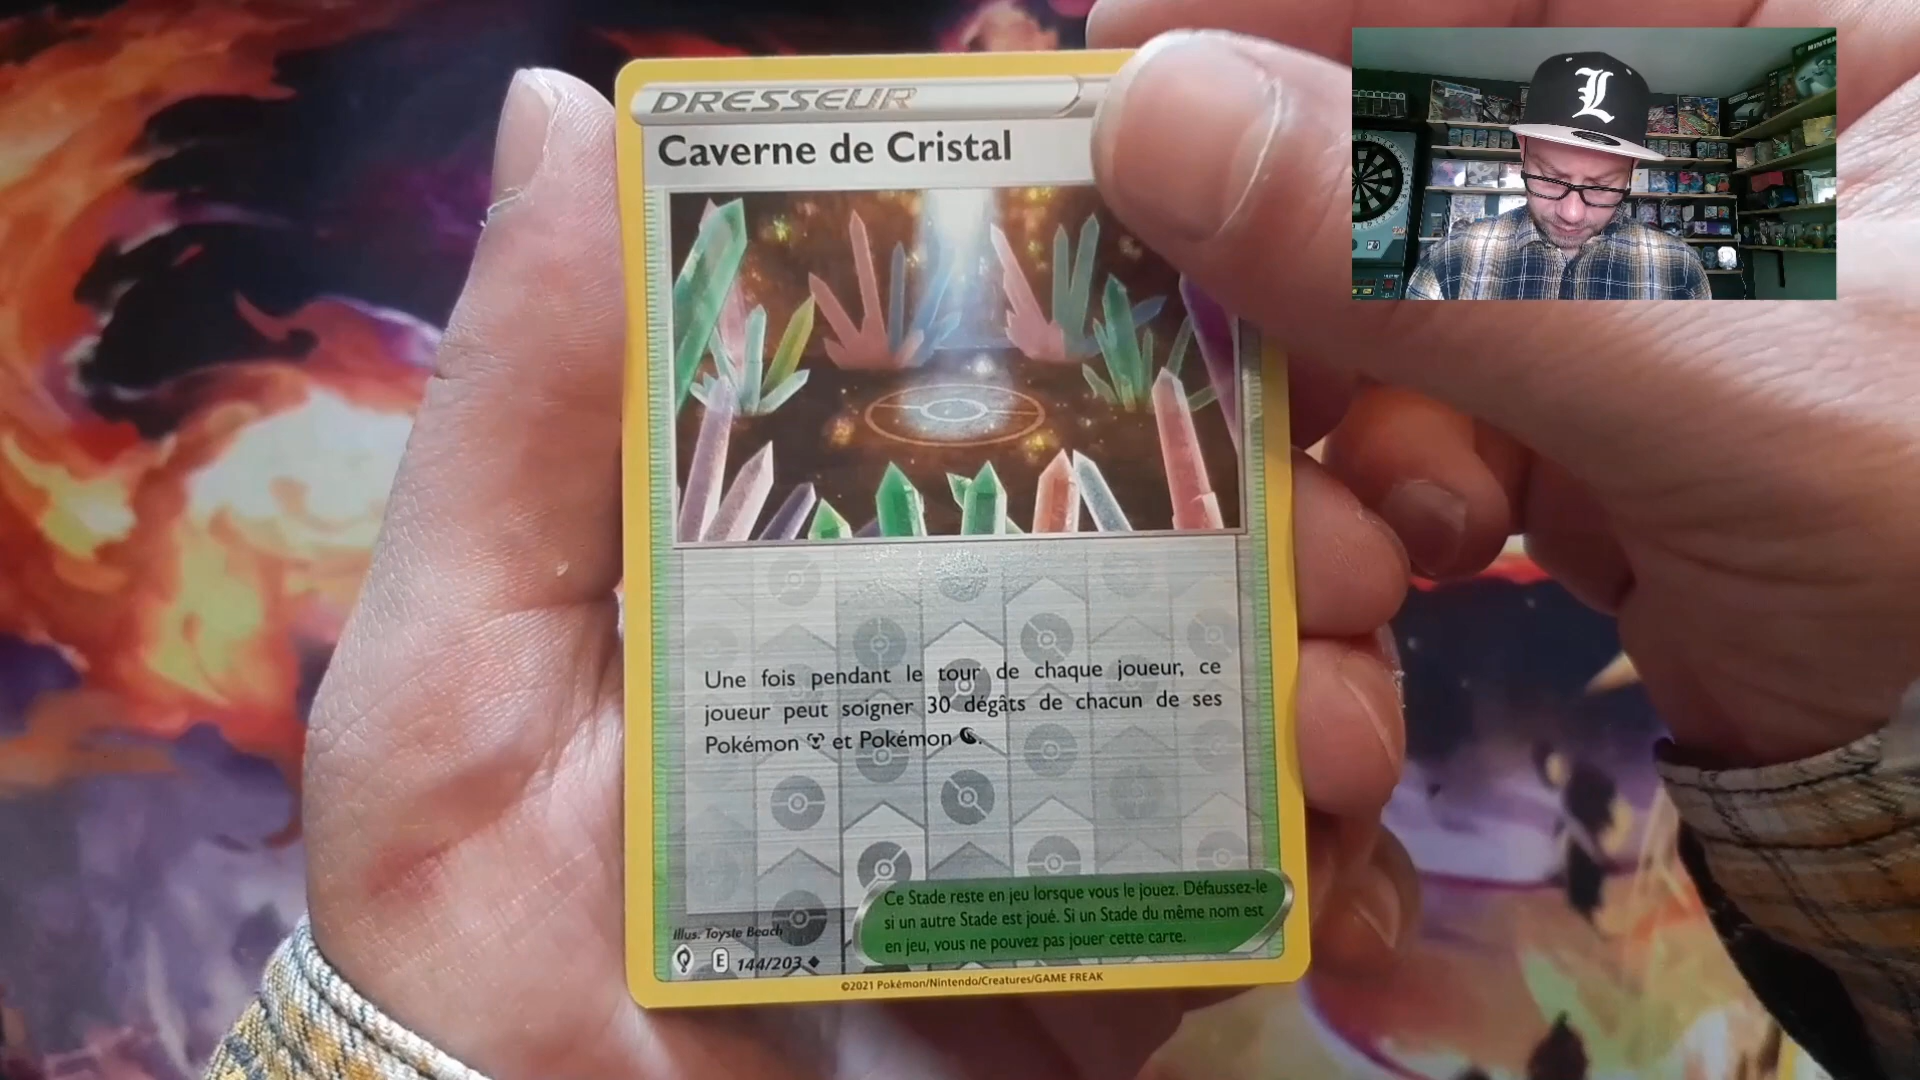 DRESSEUR
Caverne de Cristal
Une fois pendant le tour de chaque joueur, ce
joueur peut soigner 30 dégâts de chacun de ses
Pokémon et Pokémon .
Ce Stade reste en jeu lorsque vous le jouez. Défaussez-le
si un autre Stade est joué. Si un Stade du même nom est
en jeu, vous ne pouvez pas jouer cette carte.
Illus. Toyste Beach
E 144/203
©2021 Pokémon/Nintendo/Creatures/GAME FREAK
L